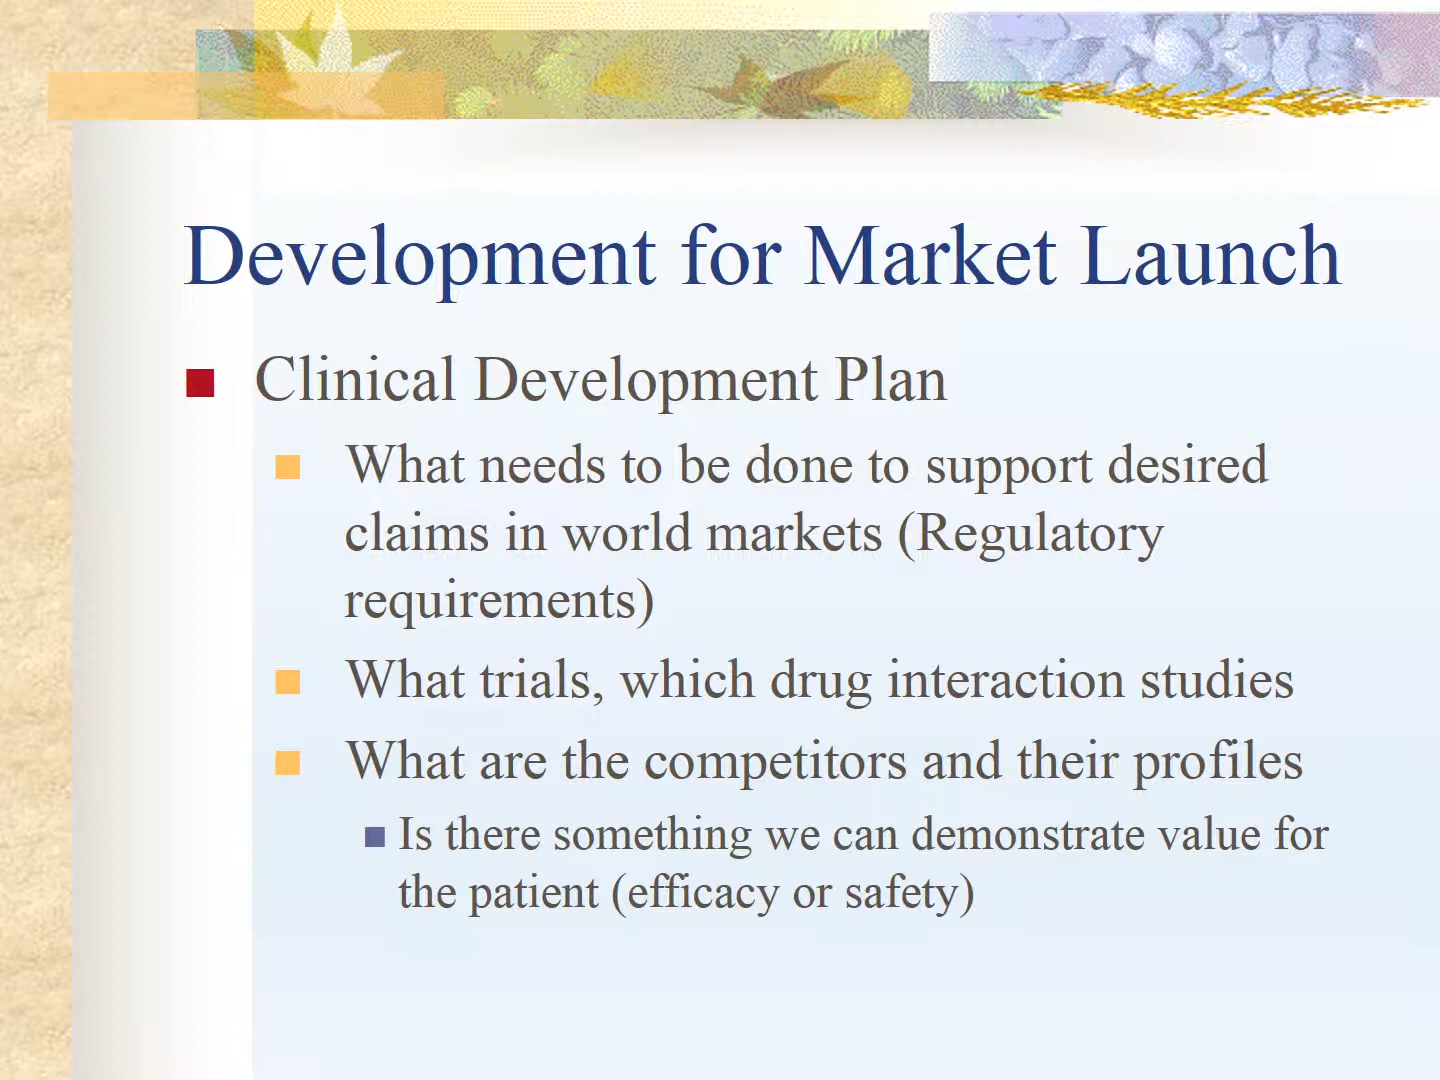 Development for Market Launch
Clinical Development Plan
What needs to be done to support desired
claims in world markets (Regulatory
requirements)
What trials, which drug interaction studies
What are the competitors and their profiles
Is there something we can demonstrate value for
the patient (efficacy or safety)